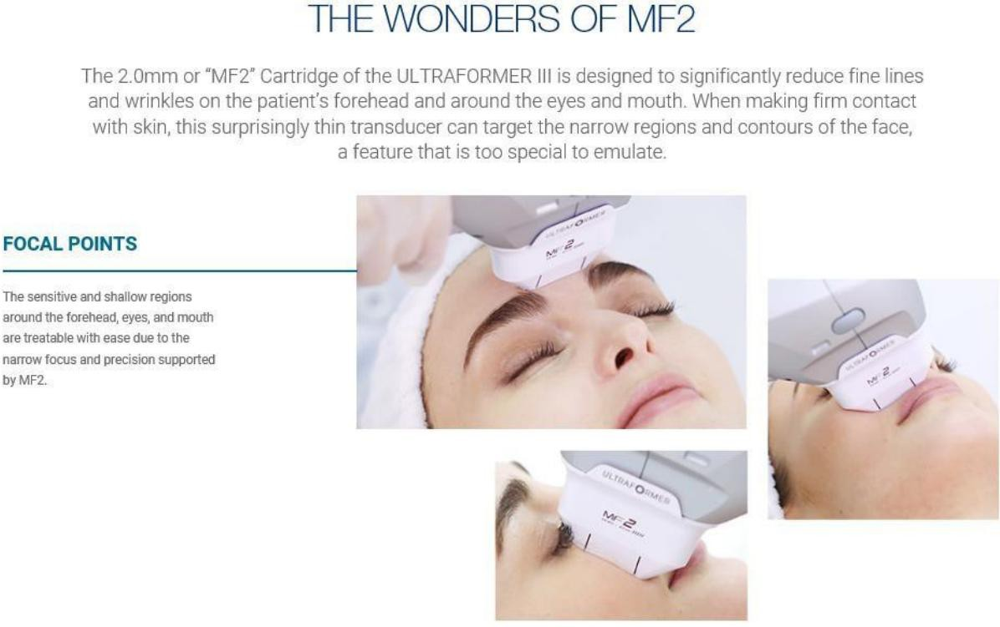 THE WONDERS OF MF2
The 2.0mm or “MF2” Cartridge of the ULTRAFORMER III is designed to significantly reduce fine lines
and wrinkles on the patient’s forehead and around the eyes and mouth. When making firm contact
with skin, this surprisingly thin transducer can target the narrow regions and contours of the face,
a feature that is too special to emulate.
FOCAL POINTS
The sensitive and shallow regions
around the forehead, eyes, and mouth
are treatable with ease due to the
narrow focus and precision supported
by MF2.
ULTRAFORMER
MF2
ULTRAFORMER
MF2
ULTRAFORMER
MF2